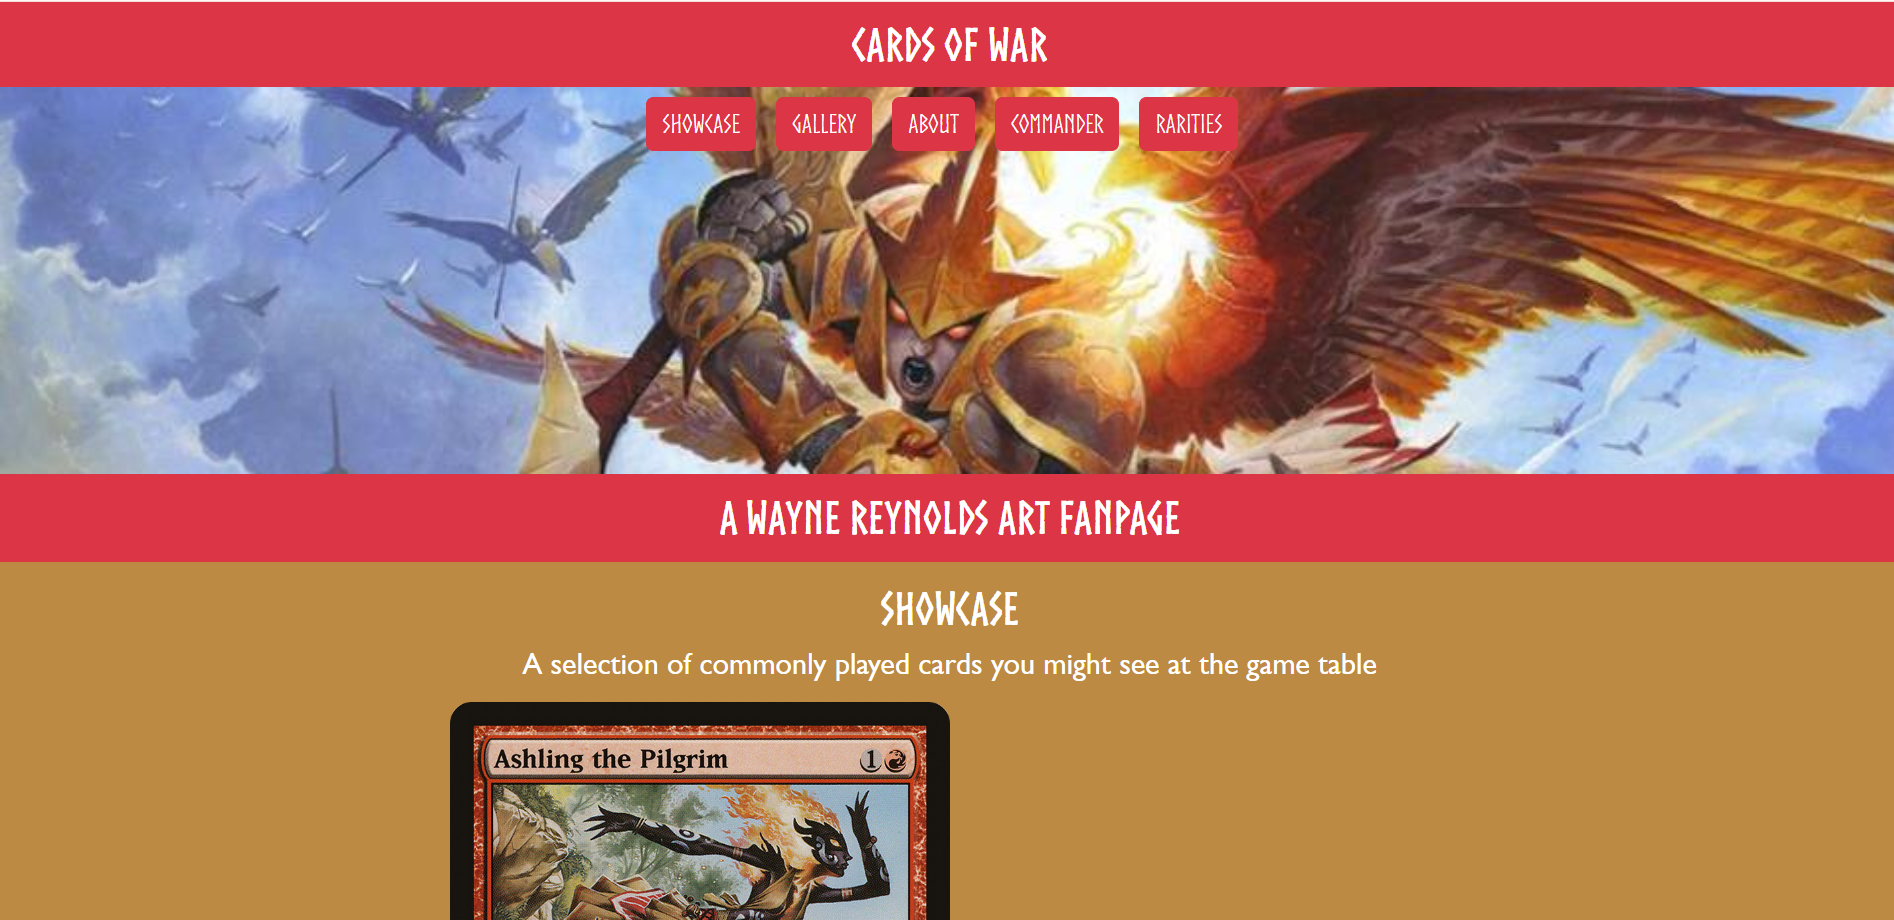 CARDS OF WAR
SHOWCASE GALLERY ABOUT COMMANDER RARITIES
A WAYNE REYNOLDS ART FANPAGE
SHOWCASE
A selection of commonly played cards you might see at the game table
Ashling the Pilgrim 1